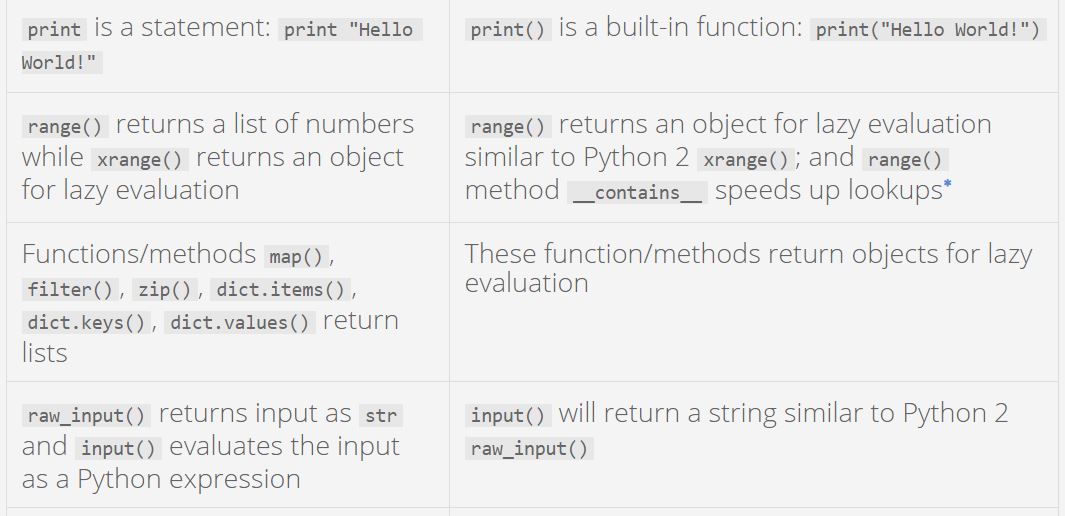 print is a statement: print "Hello
World!"
print() is a built-in function: print("Hello World!")
range() returns a list of numbers
while xrange() returns an object
for lazy evaluation
range() returns an object for lazy evaluation
similar to Python 2 xrange(); and range()
method __contains__ speeds up lookups*
Functions/methods map(),
filter(), zip(), dict.items(),
dict.keys(), dict.values() return
lists
These function/methods return objects for lazy
evaluation
raw_input() returns input as str
and input() evaluates the input
as a Python expression
input() will return a string similar to Python 2
raw_input()